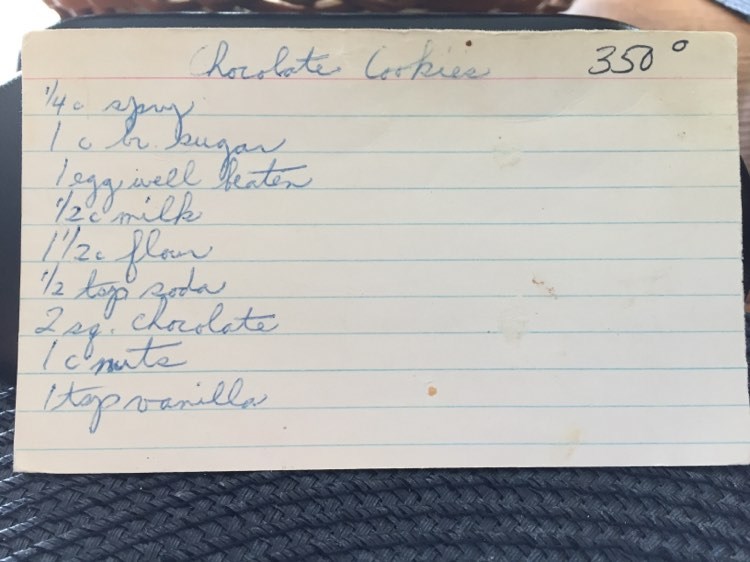 Chocolate Cookies 350°
1/4 c spry
1 c br. sugar
1 egg well beaten
1/2 c milk
1 1/2 c flour
1/2 tsp soda
2 sq. chocolate
1 c nuts
1 tsp vanilla